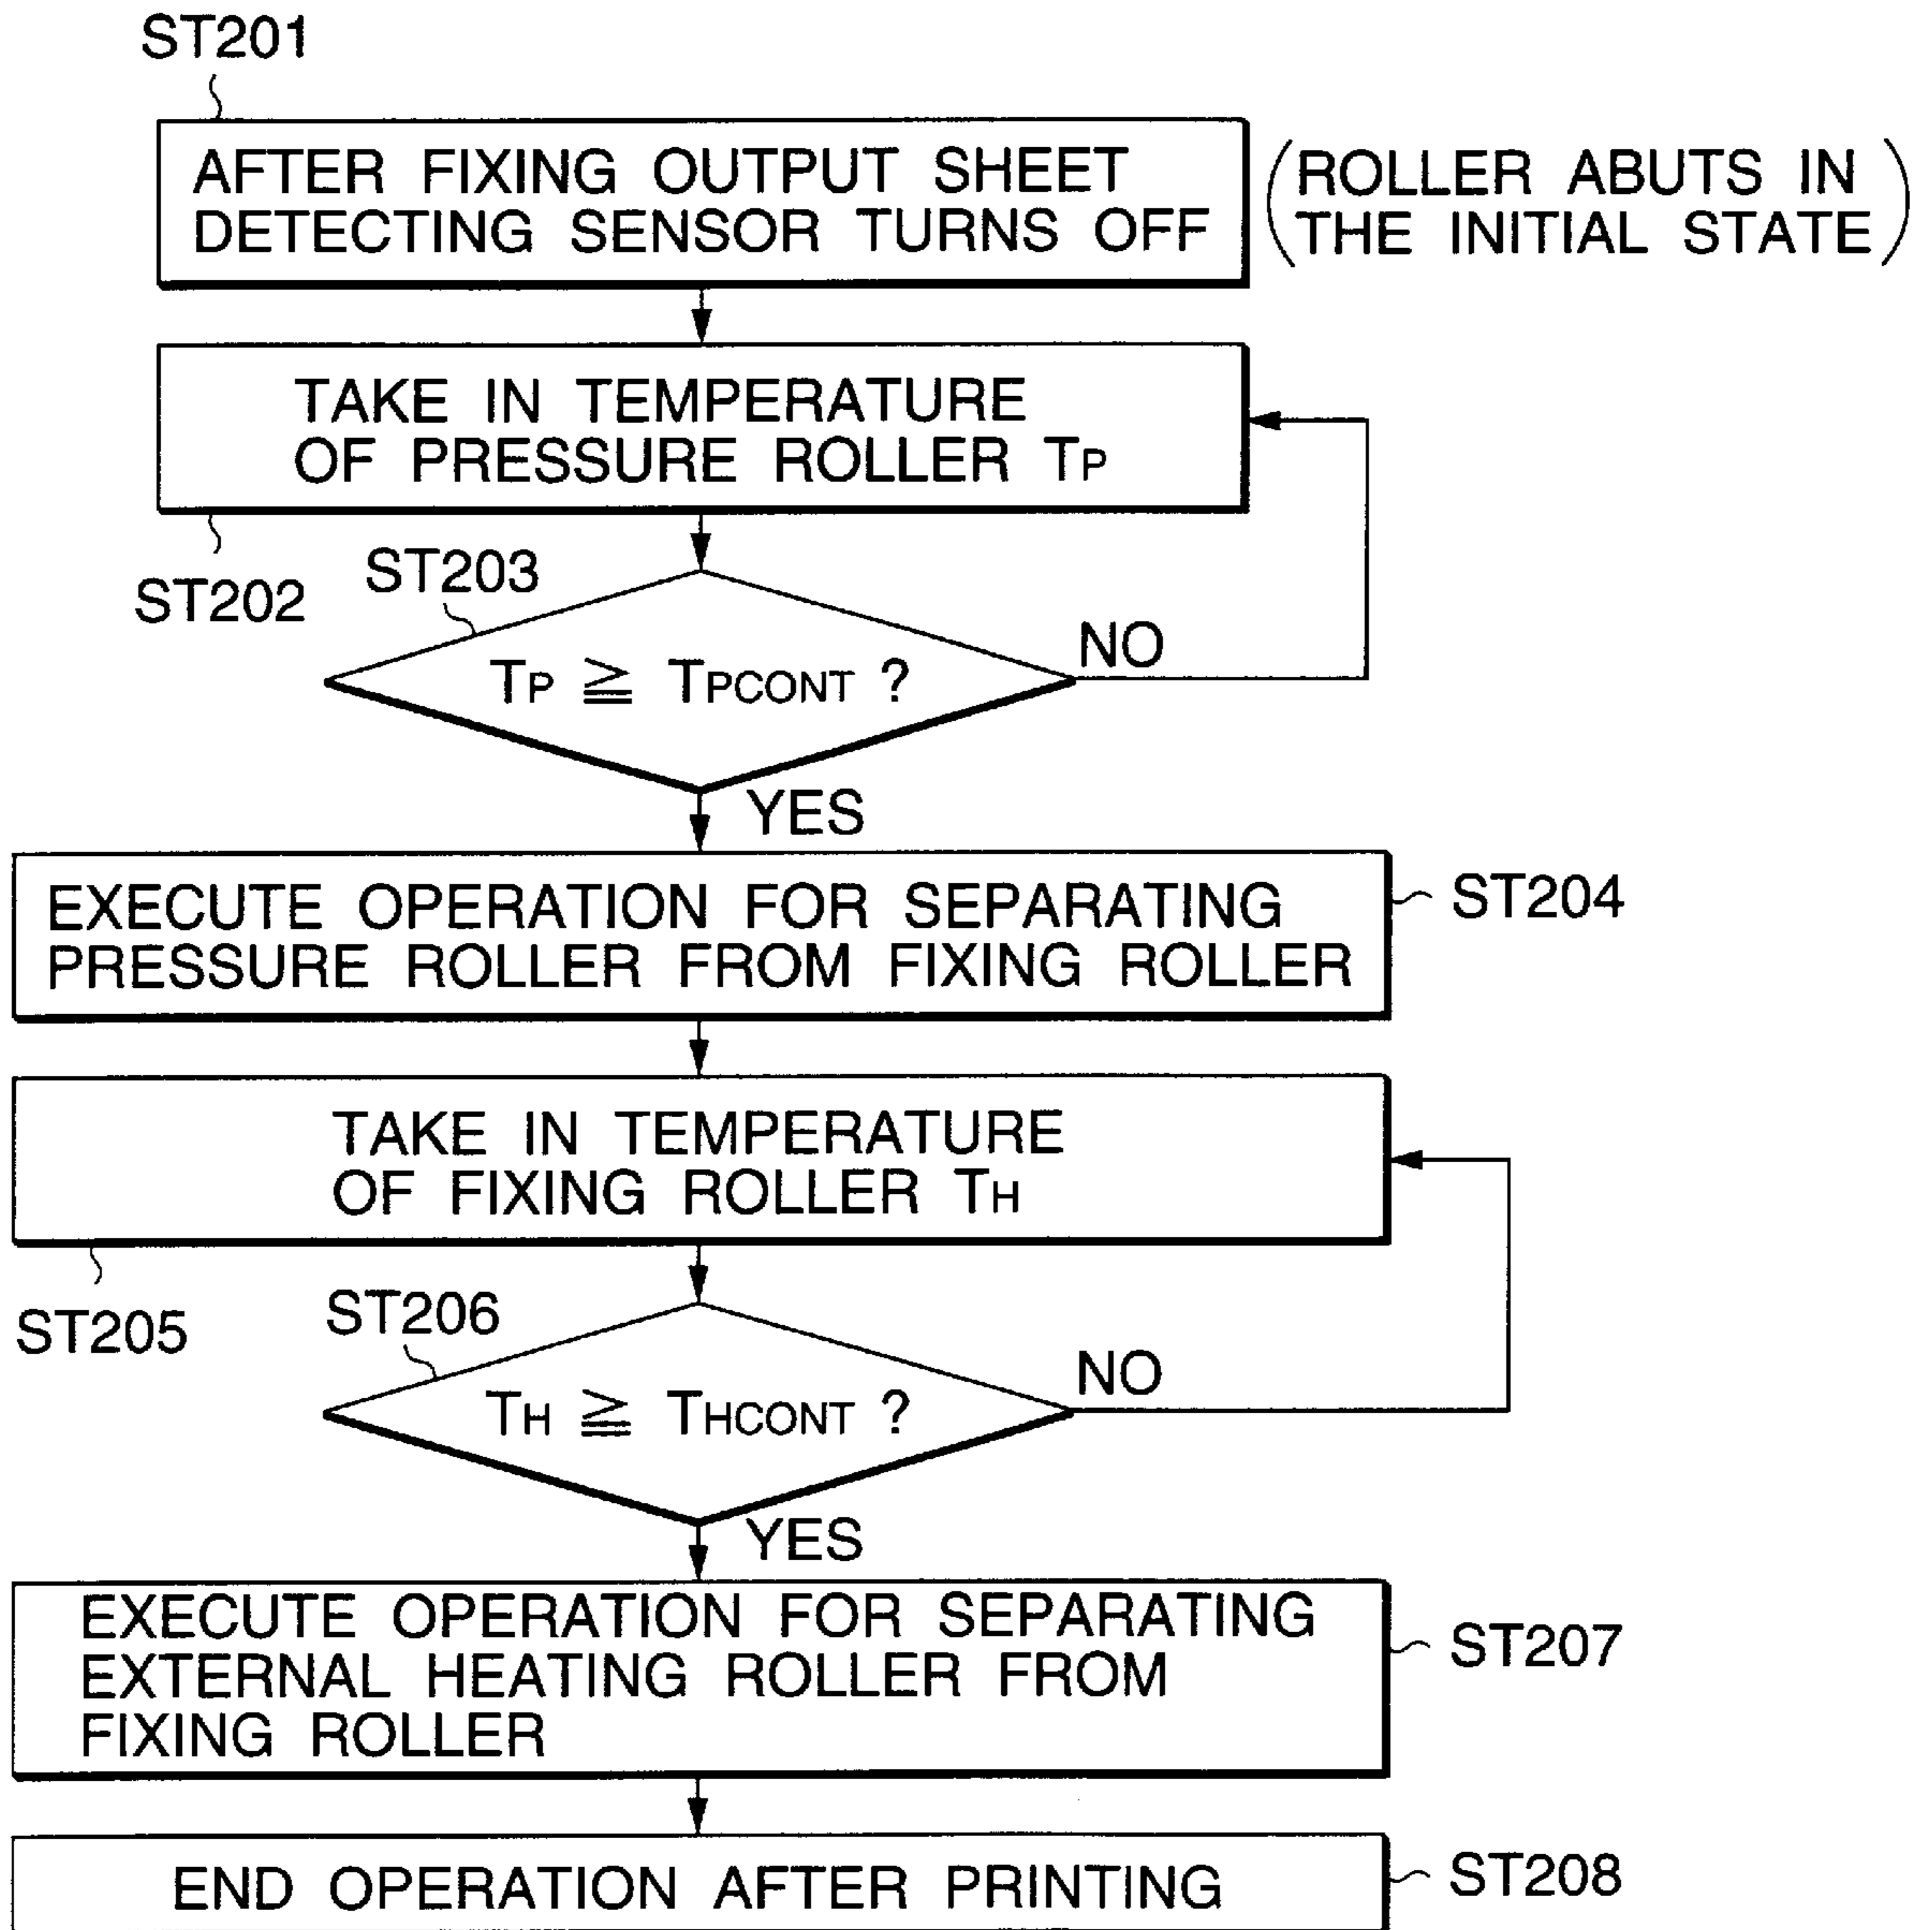 ST201
AFTER FIXING OUTPUT SHEET
DETECTING SENSOR TURNS OFF
(ROLLER ABUTS IN
THE INITIAL STATE)
TAKE IN TEMPERATURE
OF PRESSURE ROLLER TP
ST202
ST203
TP ≧ TPCONT ?
NO
YES
EXECUTE OPERATION FOR SEPARATING
PRESSURE ROLLER FROM FIXING ROLLER
ST204
TAKE IN TEMPERATURE
OF FIXING ROLLER TH
ST205
ST206
TH ≧ THCONT ?
NO
YES
EXECUTE OPERATION FOR SEPARATING
EXTERNAL HEATING ROLLER FROM
FIXING ROLLER
ST207
END OPERATION AFTER PRINTING
ST208